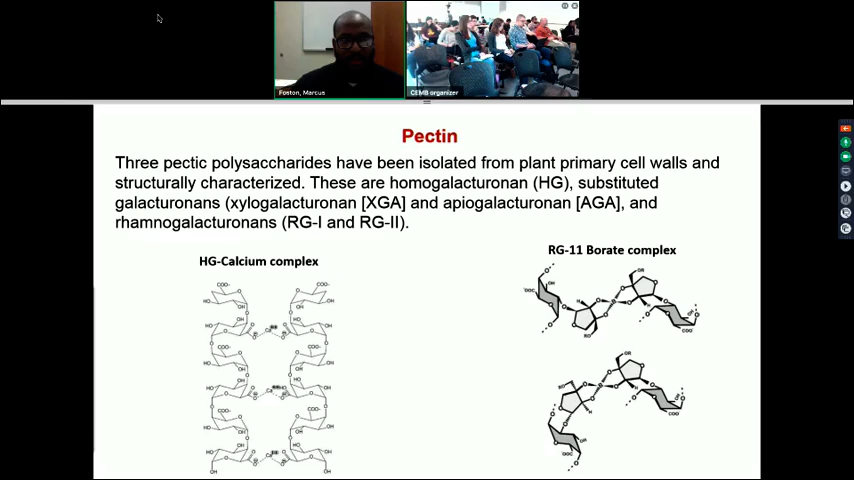 Foston, Marcus
CEMB organizer
Pectin
Three pectic polysaccharides have been isolated from plant primary cell walls and
structurally characterized. These are homogalacturonan (HG), substituted
galacturonans (xylogalacturonan [XGA] and apiogalacturonan [AGA], and
rhamnogalacturonans (RG-I and RG-II).
HG-Calcium complex
RG-11 Borate complex